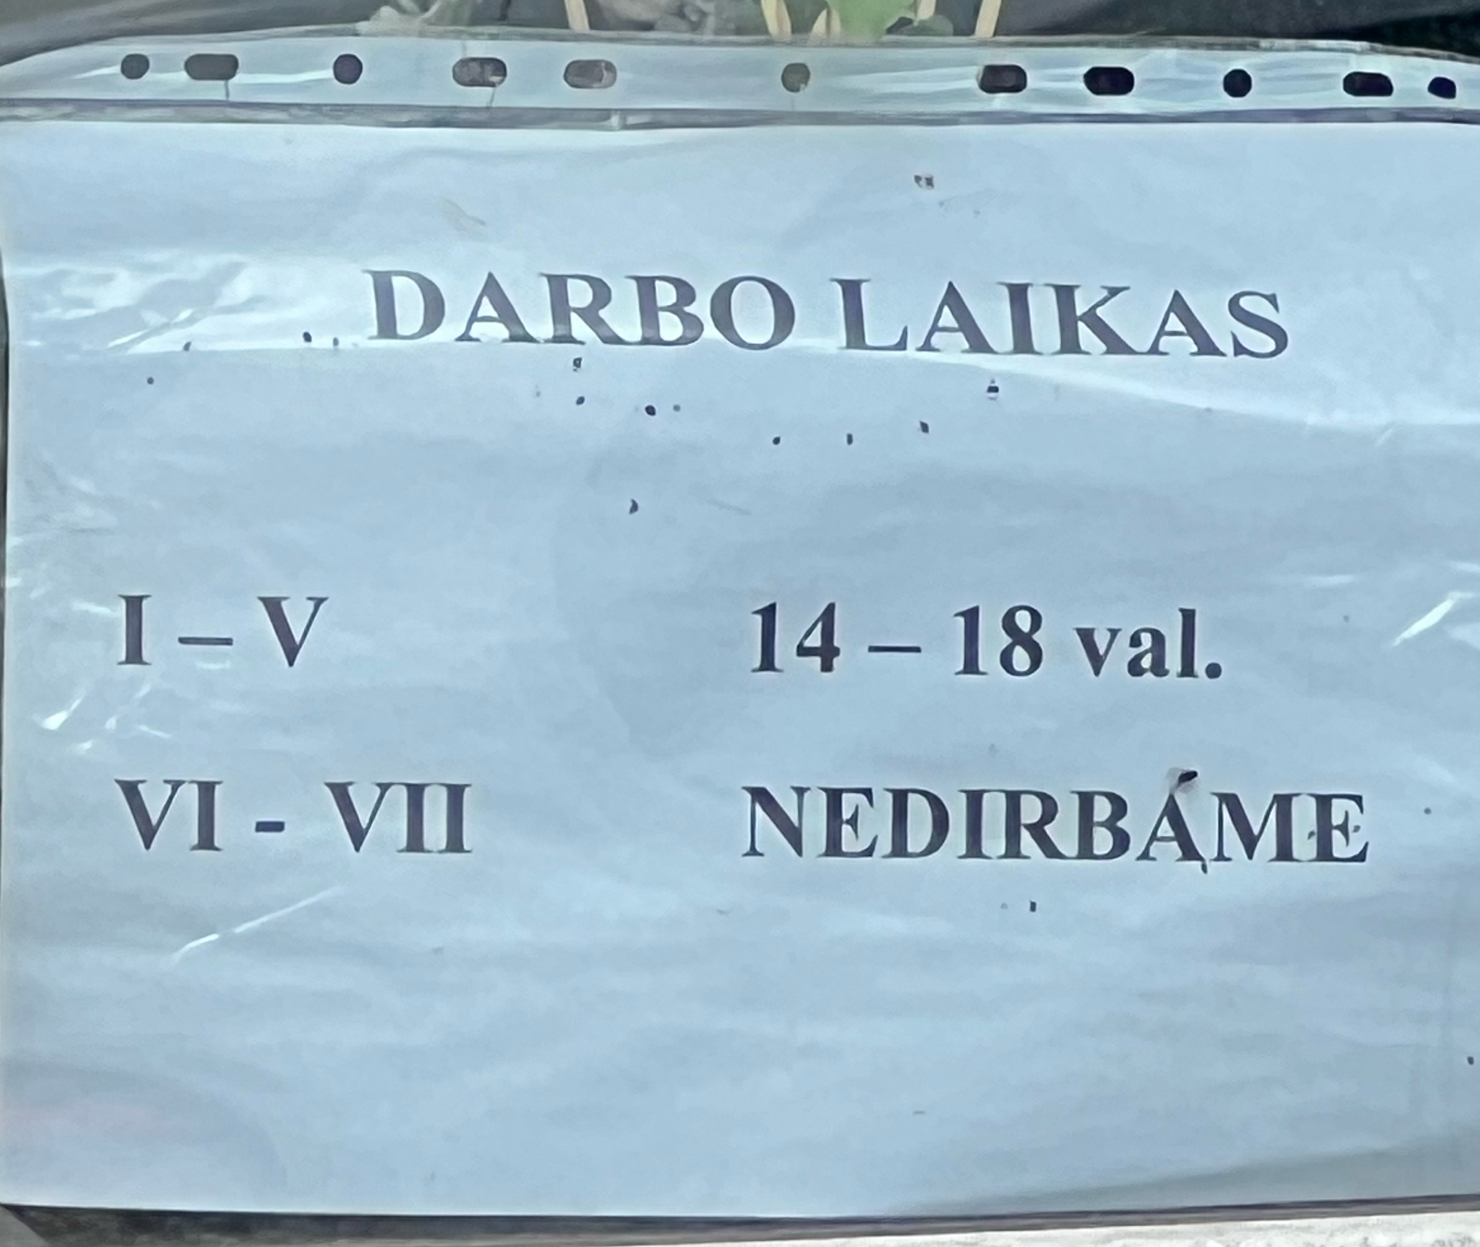 DARBO LAIKAS
I – V 14 – 18 val.
VI - VII NEDIRBAME